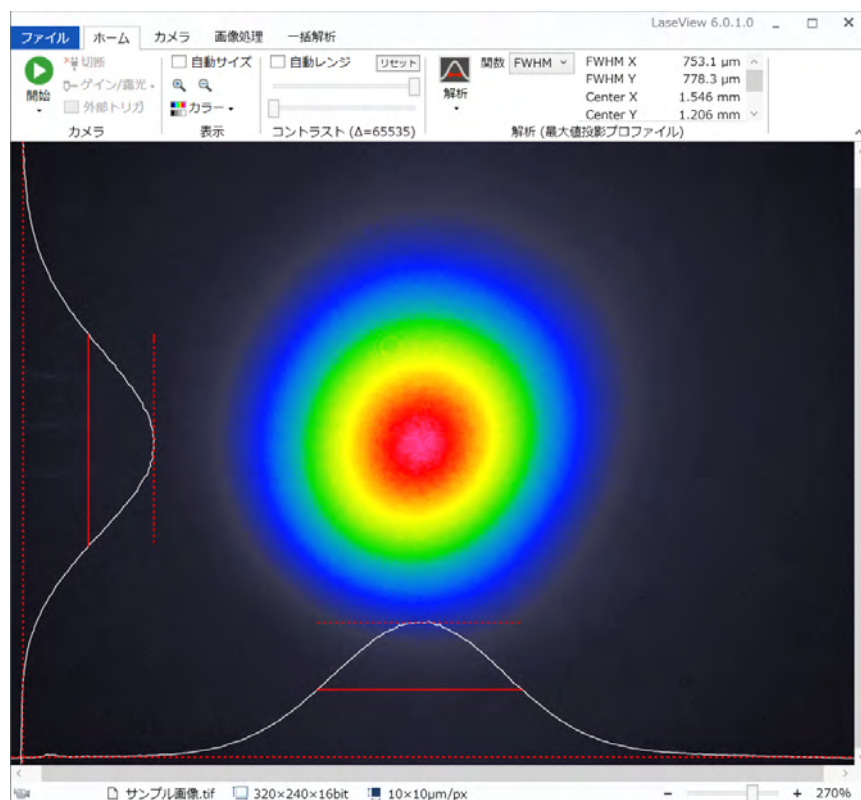 LaseView 6.0.1.0
ファイル ホーム カメラ 画像処理 一括解析
開始
切断
ゲイン/露光
外部トリガ
カメラ
自動サイズ
カラー
表示
自動レンジ リセット
コントラスト (Δ=65535)
解析
関数 FWHM
FWHM X 753.1 µm
FWHM Y 778.3 µm
Center X 1.546 mm
Center Y 1.206 mm
解析 (最大値投影プロファイル)
サンプル画像.tif 320×240×16bit 10×10µm/px − + 270%